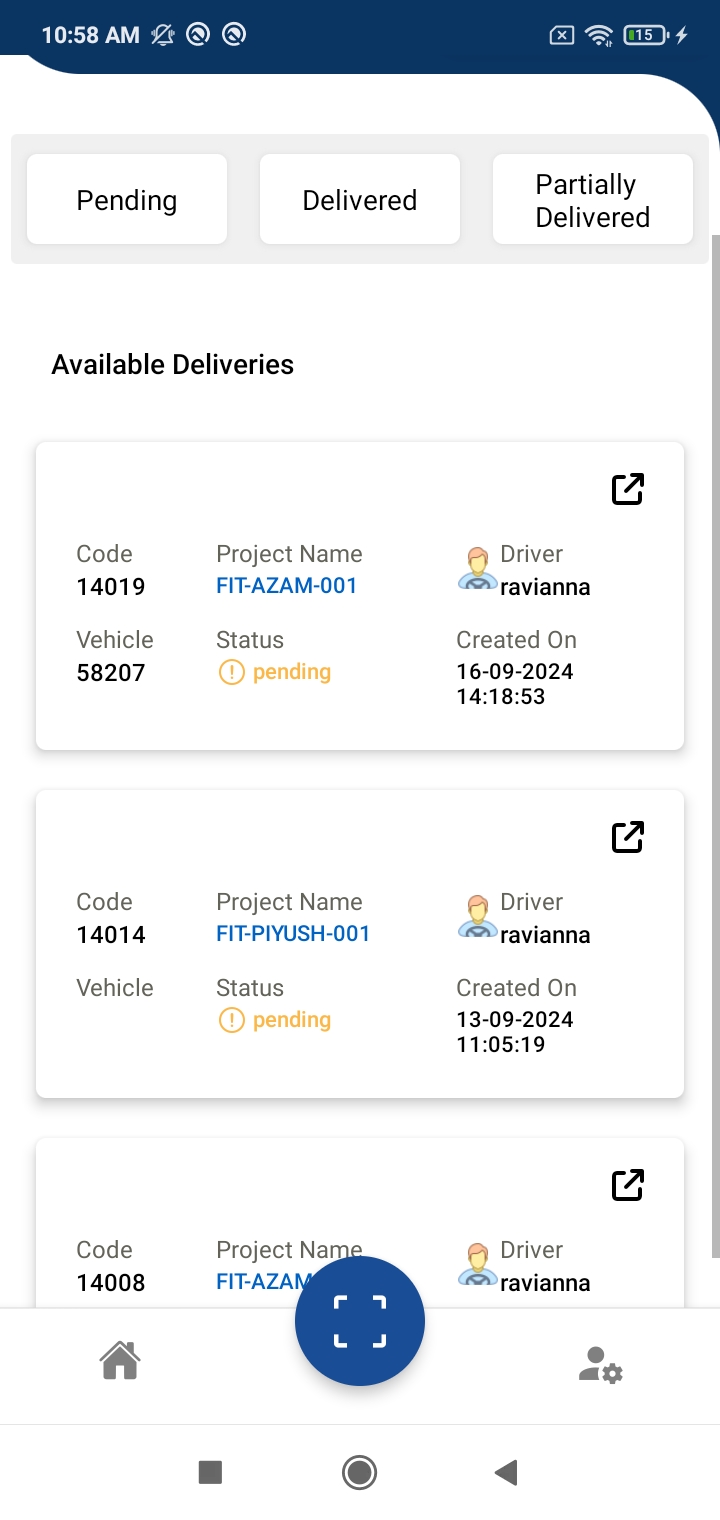 10:58 AM
15
Pending
Delivered
Partially
Delivered
Available Deliveries
Code
Project Name
Driver
14019
FIT-AZAM-001
ravianna
Vehicle
Status
Created On
58207
pending
16-09-2024
14:18:53
Code
Project Name
Driver
14014
FIT-PIYUSH-001
ravianna
Vehicle
Status
Created On
pending
13-09-2024
11:05:19
Code
Project Name
Driver
14008
FIT-AZAM
ravianna